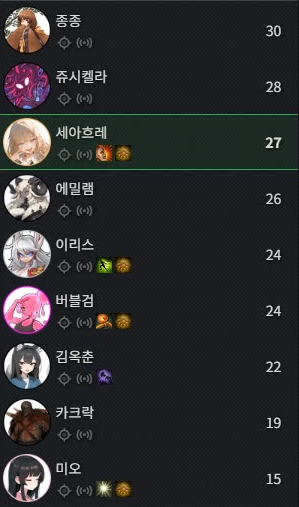 종종 30
쥬시켈라 28
세아흐레 27
에밀램 26
이리스 24
버블검 24
김옥춘 22
카크락 19
미오 15